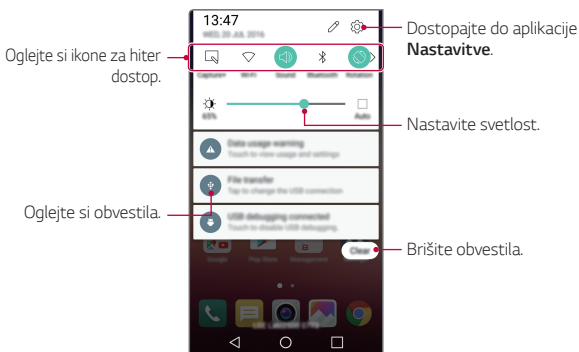 13:47
WED, 20 JUL 2016
Dostopajte do aplikacije
Nastavitve.
Oglejte si ikone za hiter
dostop.
Capture+ Wi-Fi Sound Bluetooth Rotation
65% Auto
Nastavite svetlost.
Data usage warning
Touch to view usage and settings
File transfer
Tap to change the USB connection
Oglejte si obvestila.
USB debugging connected
Touch to disable USB debugging.
Clear
Brišite obvestila.
Google Play Store Management